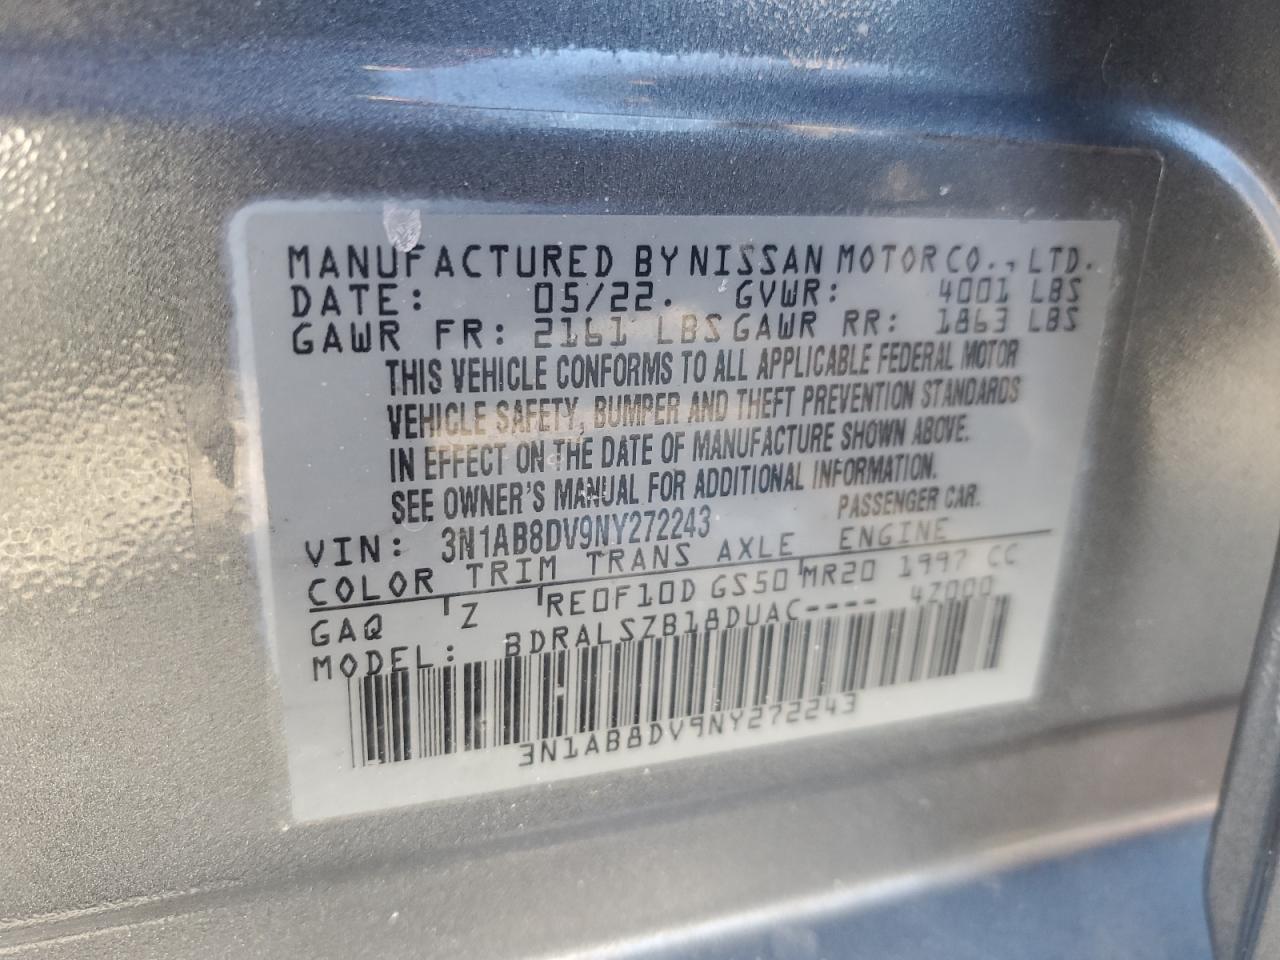 MANUFACTURED BY NISSAN MOTOR CO., LTD.
DATE: 05/22. GVWR: 4001 LBS
GAWR FR: 2161 LBS GAWR RR: 1863 LBS
THIS VEHICLE CONFORMS TO ALL APPLICABLE FEDERAL MOTOR
VEHICLE SAFETY, BUMPER AND THEFT PREVENTION STANDARDS
IN EFFECT ON THE DATE OF MANUFACTURE SHOWN ABOVE.
SEE OWNER'S MANUAL FOR ADDITIONAL INFORMATION.
VIN: 3N1AB8DV9NY272243 PASSENGER CAR.
COLOR TRIM TRANS AXLE ENGINE
GAQ Z RE0F10D GS50 MR20 1997 CC
MODEL: BDRALSZB18DUAC---- 47000
3N1AB8DV9NY272243